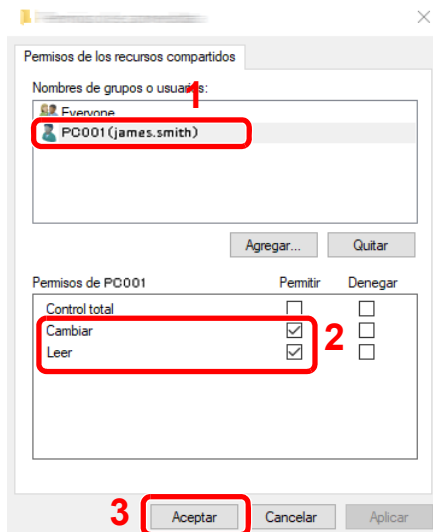 Permisos de los recursos compartidos
Nombres de grupos o usuarios:
1
Everyone
PC001(james.smith)
Agregar... Quitar
Permisos de PC001 Permitir Denegar
Control total
Cambiar
Leer
2
3
Aceptar Cancelar Aplicar